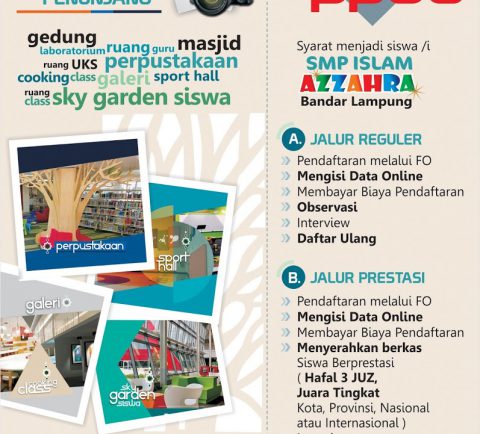 PENUNJANG
gedung
laboratorium ruang guru masjid
ruang UKS perpustakaan
cooking class galeri sport hall
ruang class sky garden siswa
perpustakaan
sport hall
galeri
cooking class
sky garden siswa
Syarat menjadi siswa /i
SMP ISLAM
AZZAHRA
Bandar Lampung
A. JALUR REGULER
Pendaftaran melalui FO
Mengisi Data Online
Membayar Biaya Pendaftaran
Observasi
Interview
Daftar Ulang
B. JALUR PRESTASI
Pendaftaran melalui FO
Mengisi Data Online
Membayar Biaya Pendaftaran
Menyerahkan berkas
Siswa Berprestasi
( Hafal 3 JUZ,
Juara Tingkat
Kota, Provinsi, Nasional
atau Internasional )